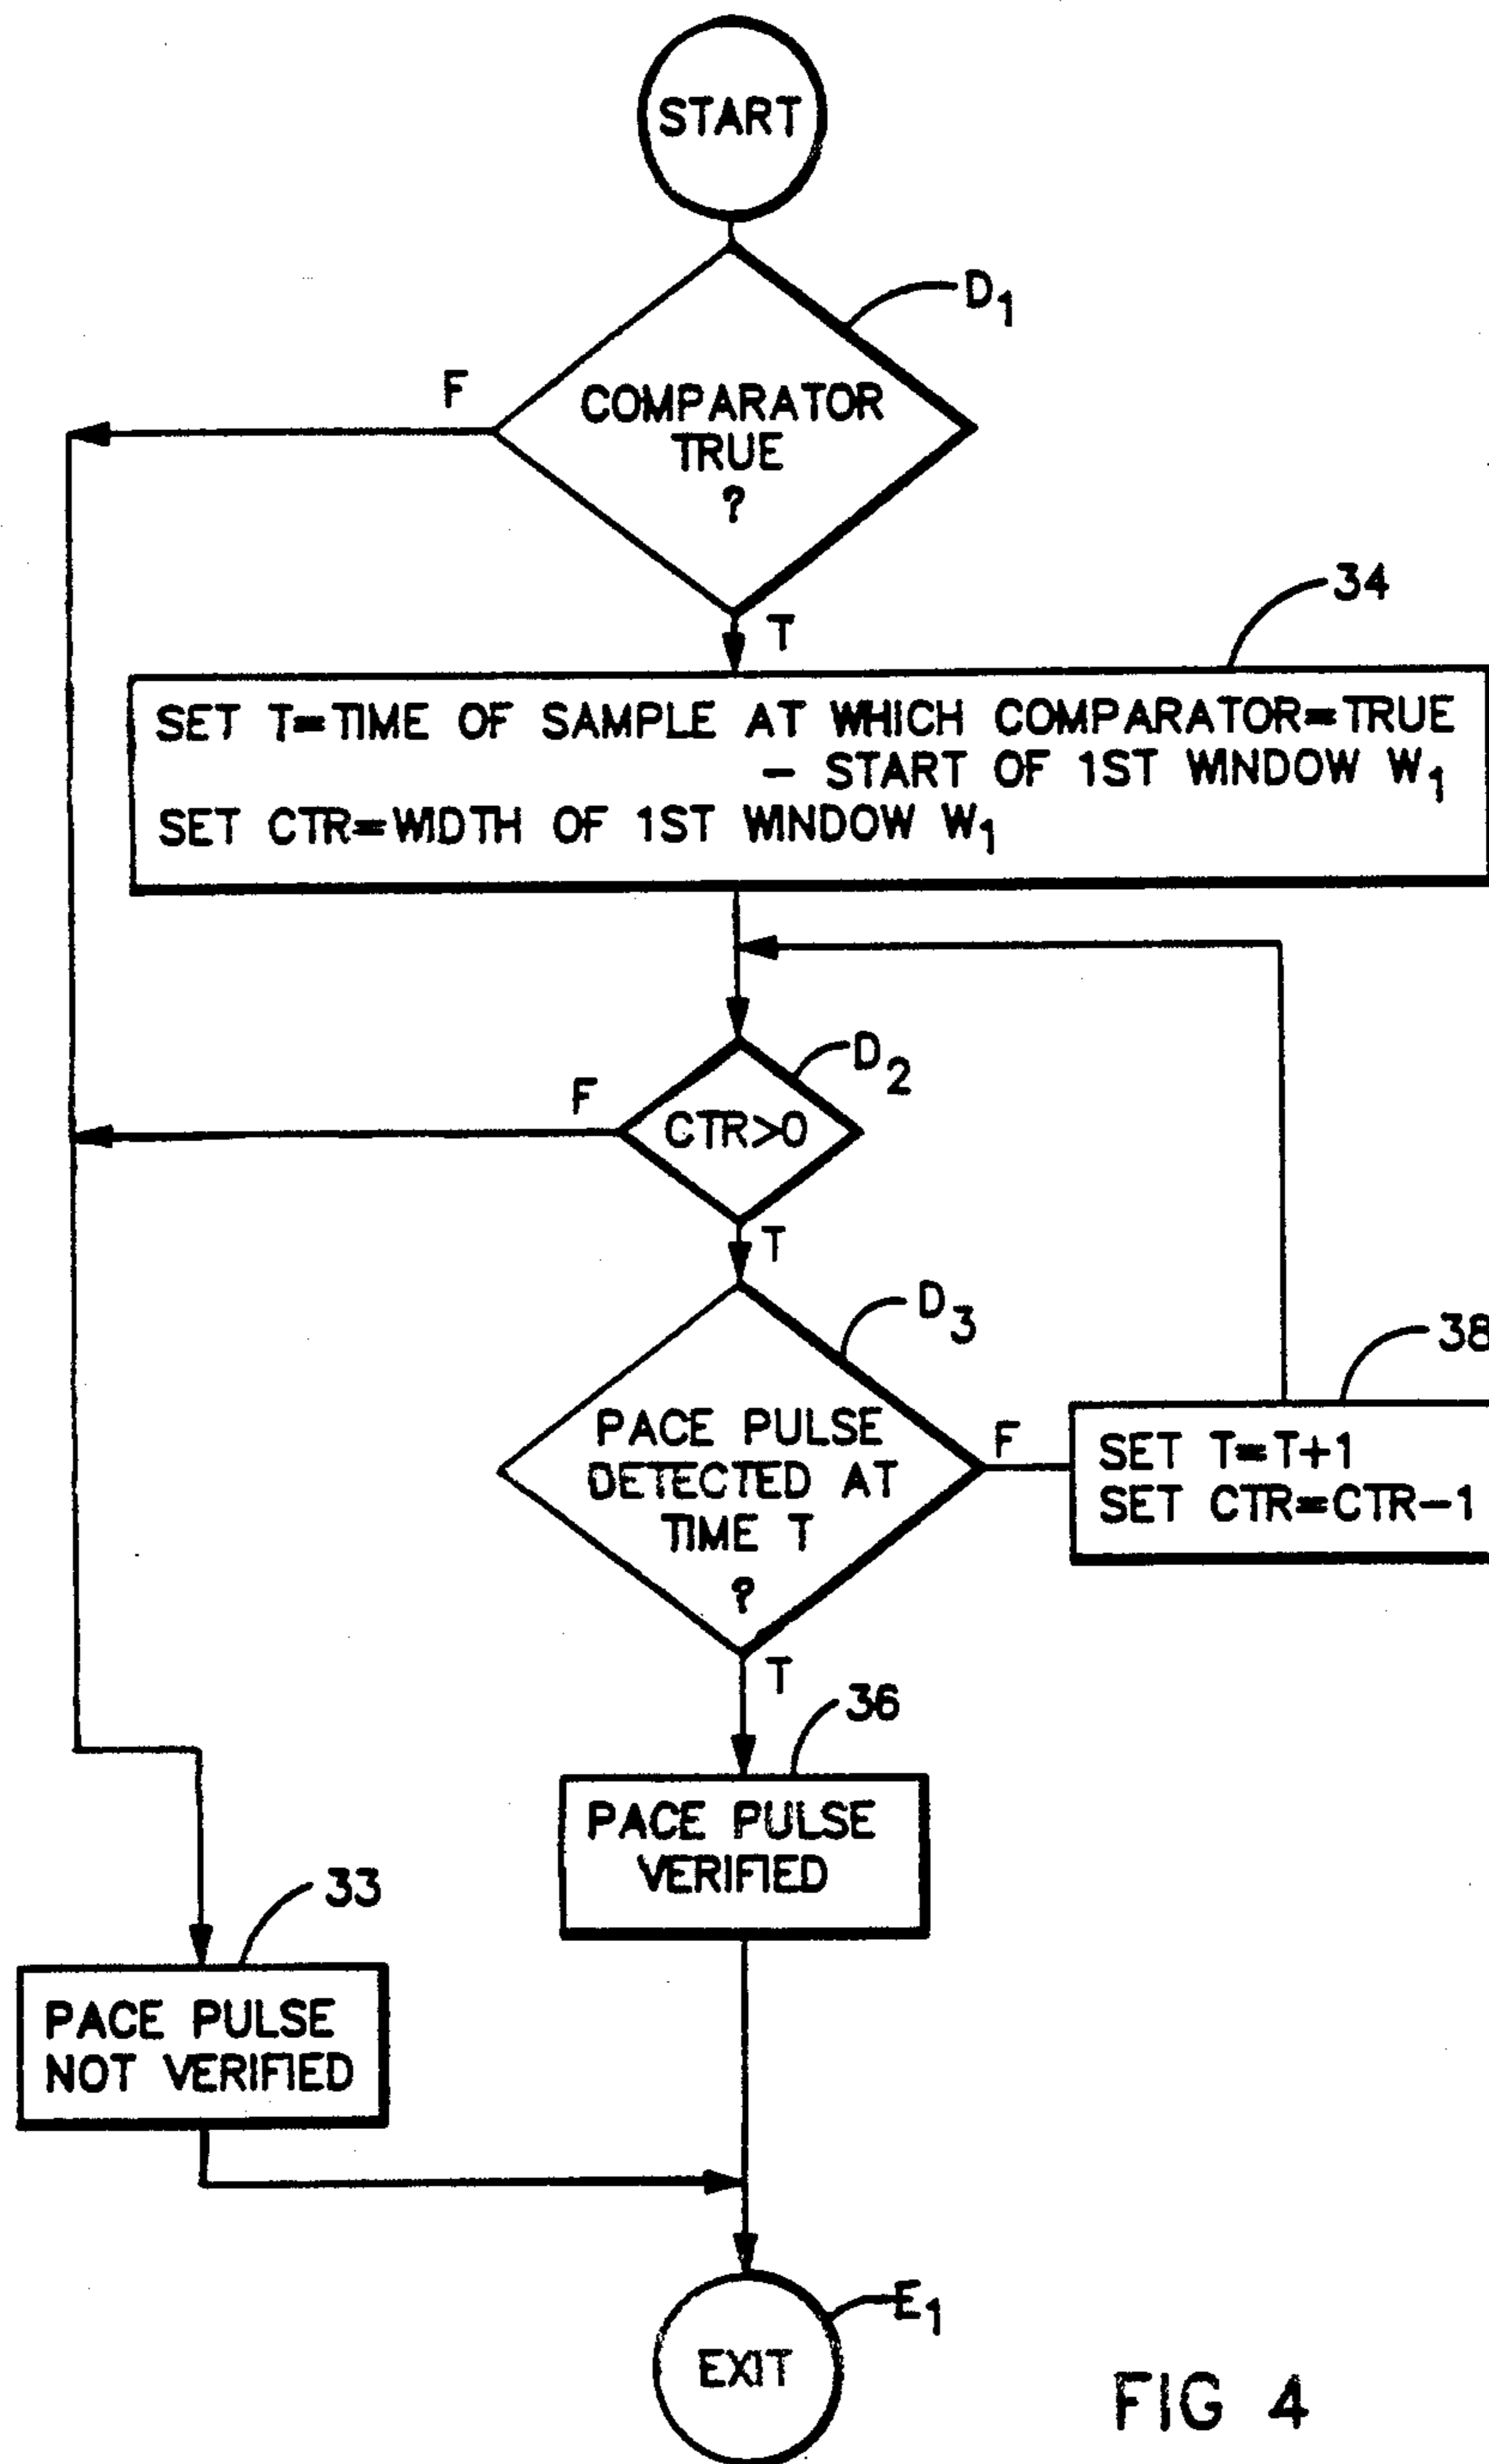 START
D1
F
COMPARATOR
TRUE
?
T
34
SET T=TIME OF SAMPLE AT WHICH COMPARATOR=TRUE
- START OF 1ST WINDOW W1
SET CTR=WIDTH OF 1ST WINDOW W1
D2
F
CTR>0
T
D3
38
PACE PULSE
DETECTED AT
TIME T
?
F
SET T=T+1
SET CTR=CTR-1
T
36
PACE PULSE
VERIFIED
33
PACE PULSE
NOT VERIFIED
E1
EXIT
FIG 4